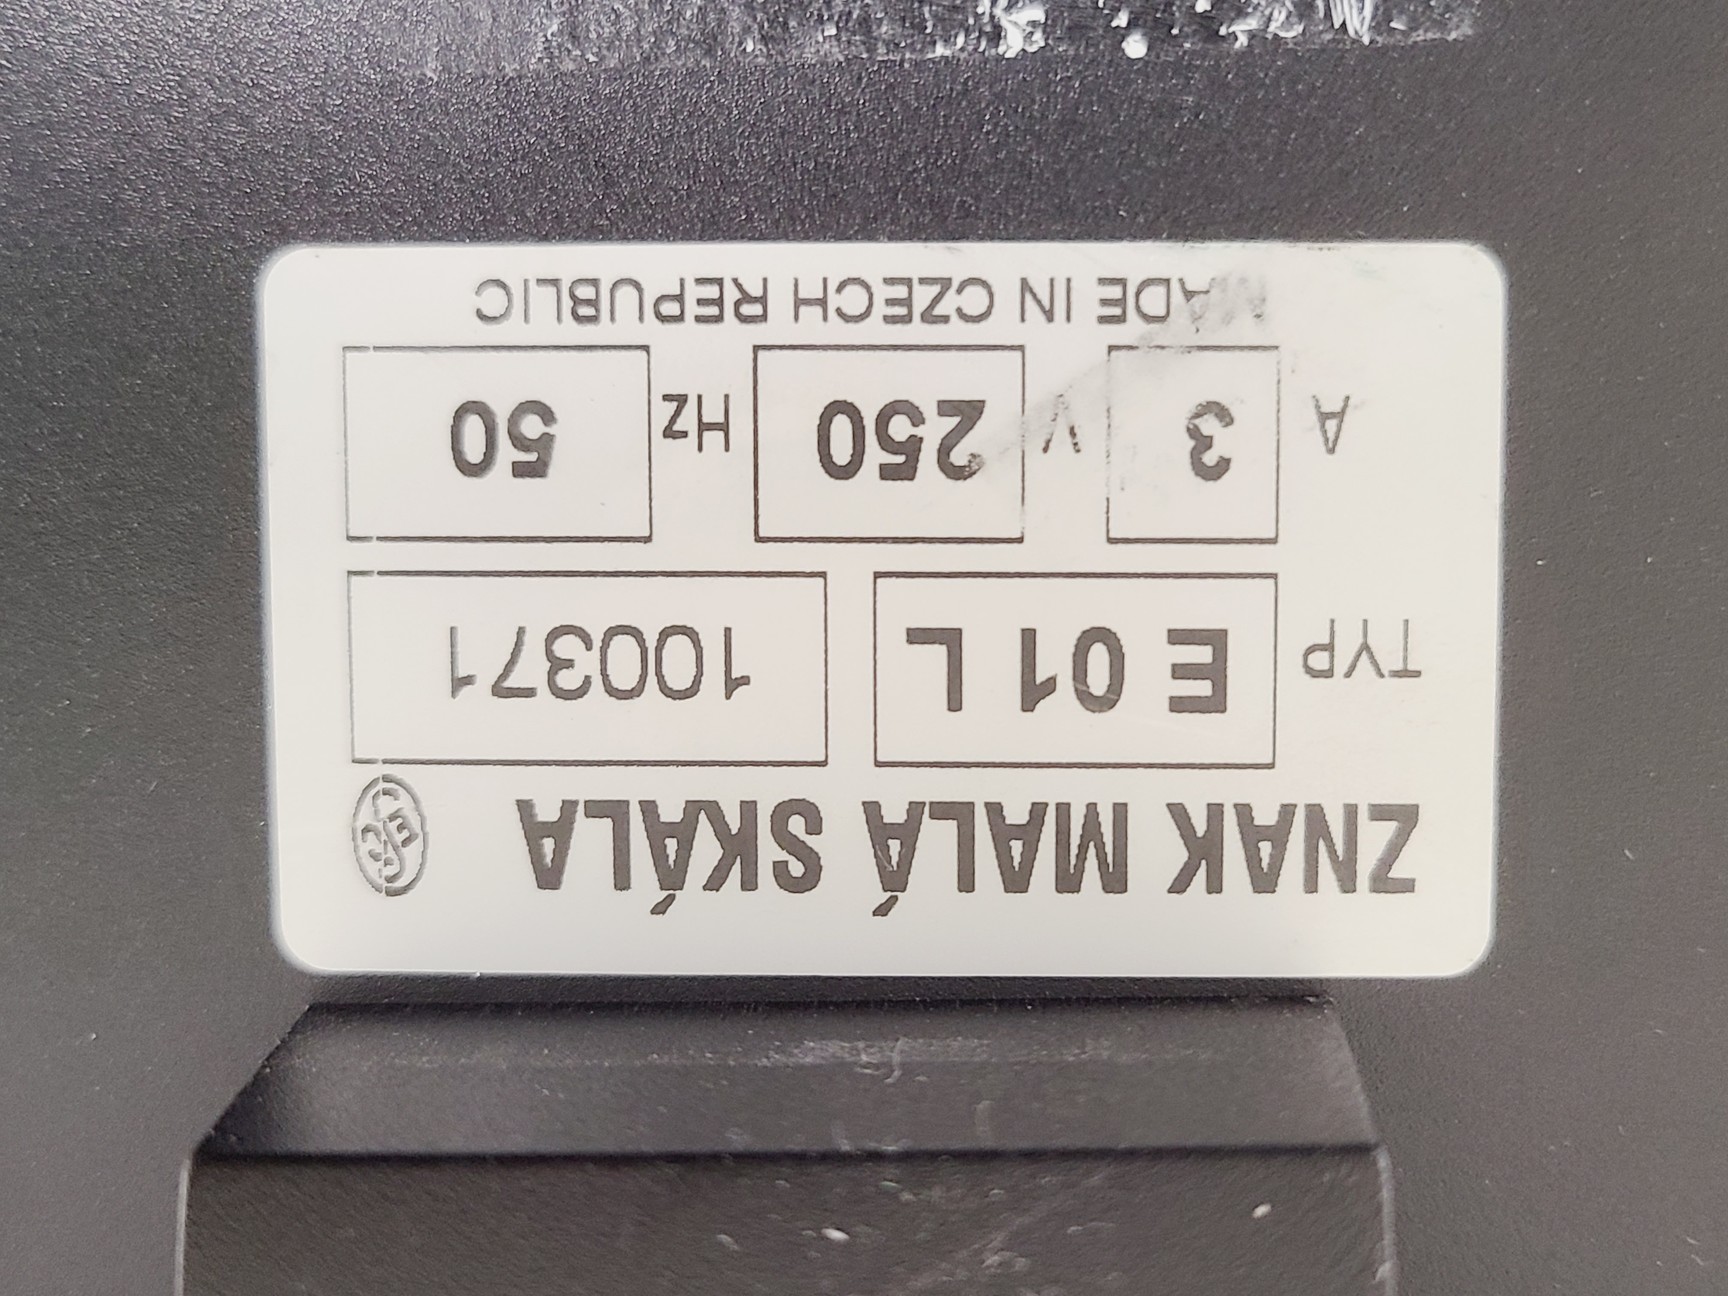 ZNAK MALÁ SKÁLA
TYP E 01 L 100371
A 3 V 250 Hz 50
MADE IN CZECH REPUBLIC